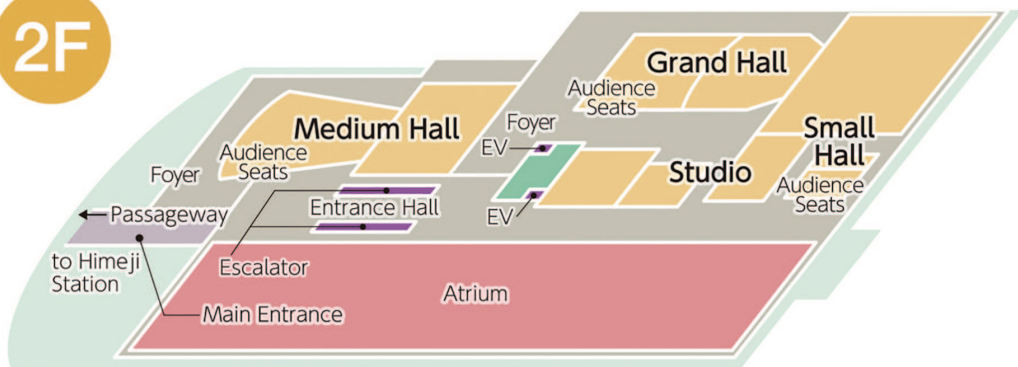 2F
Grand Hall
Audience
Seats
Medium Hall
Foyer
EV
Small
Hall
Audience
Seats
Studio
Foyer
Audience
Seats
Entrance Hall
EV
Passageway
to Himeji
Station
Escalator
Atrium
Main Entrance